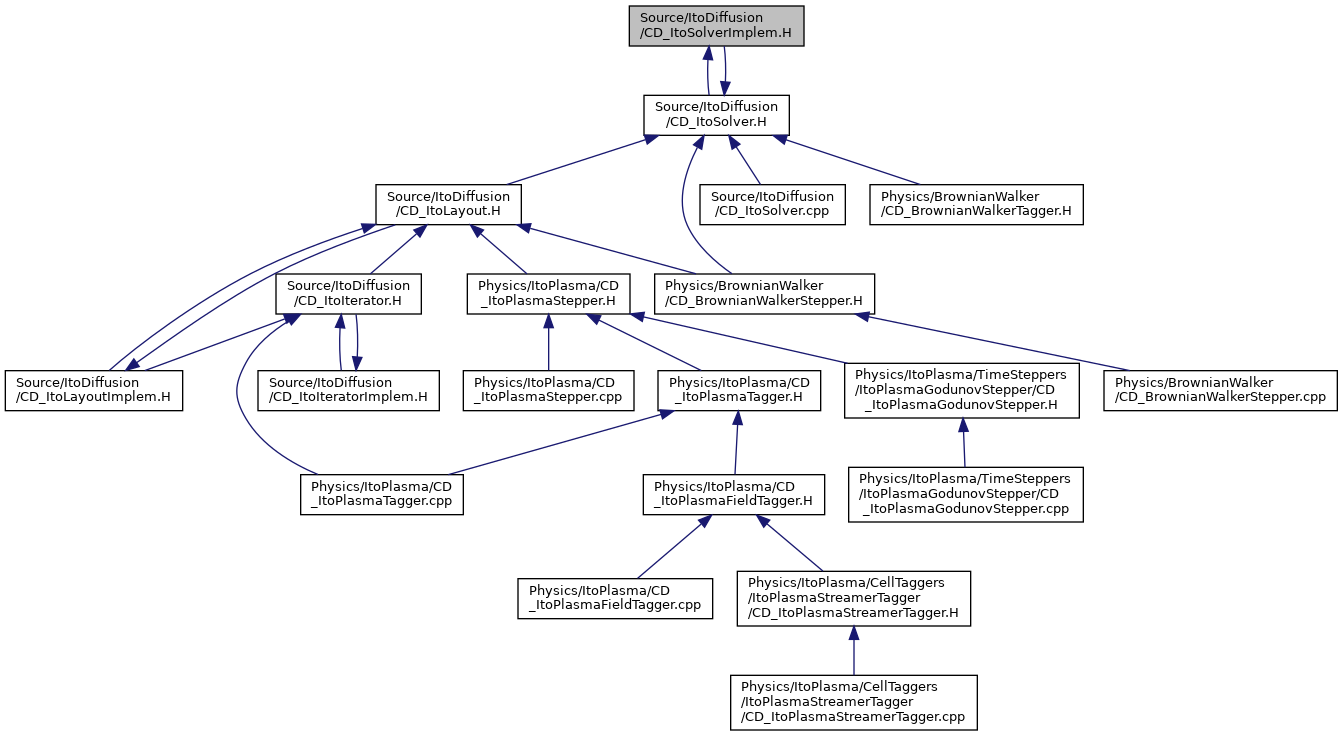 Source/ItoDiffusion
/CD_ItoSolverImplem.H
Source/ItoDiffusion
/CD_ItoSolver.H
Source/ItoDiffusion
/CD_ItoLayout.H
Source/ItoDiffusion
/CD_ItoSolver.cpp
Physics/BrownianWalker
/CD_BrownianWalkerTagger.H
Source/ItoDiffusion
/CD_ItoIterator.H
Physics/ItoPlasma/CD
_ItoPlasmaStepper.H
Physics/BrownianWalker
/CD_BrownianWalkerStepper.H
Source/ItoDiffusion
/CD_ItoLayoutImplem.H
Source/ItoDiffusion
/CD_ItoIteratorImplem.H
Physics/ItoPlasma/CD
_ItoPlasmaStepper.cpp
Physics/ItoPlasma/CD
_ItoPlasmaTagger.H
Physics/ItoPlasma/TimeSteppers
/ItoPlasmaGodunovStepper/CD
_ItoPlasmaGodunovStepper.H
Physics/BrownianWalker
/CD_BrownianWalkerStepper.cpp
Physics/ItoPlasma/CD
_ItoPlasmaTagger.cpp
Physics/ItoPlasma/CD
_ItoPlasmaFieldTagger.H
Physics/ItoPlasma/TimeSteppers
/ItoPlasmaGodunovStepper/CD
_ItoPlasmaGodunovStepper.cpp
Physics/ItoPlasma/CD
_ItoPlasmaFieldTagger.cpp
Physics/ItoPlasma/CellTaggers
/ItoPlasmaStreamerTagger
/CD_ItoPlasmaStreamerTagger.H
Physics/ItoPlasma/CellTaggers
/ItoPlasmaStreamerTagger
/CD_ItoPlasmaStreamerTagger.cpp